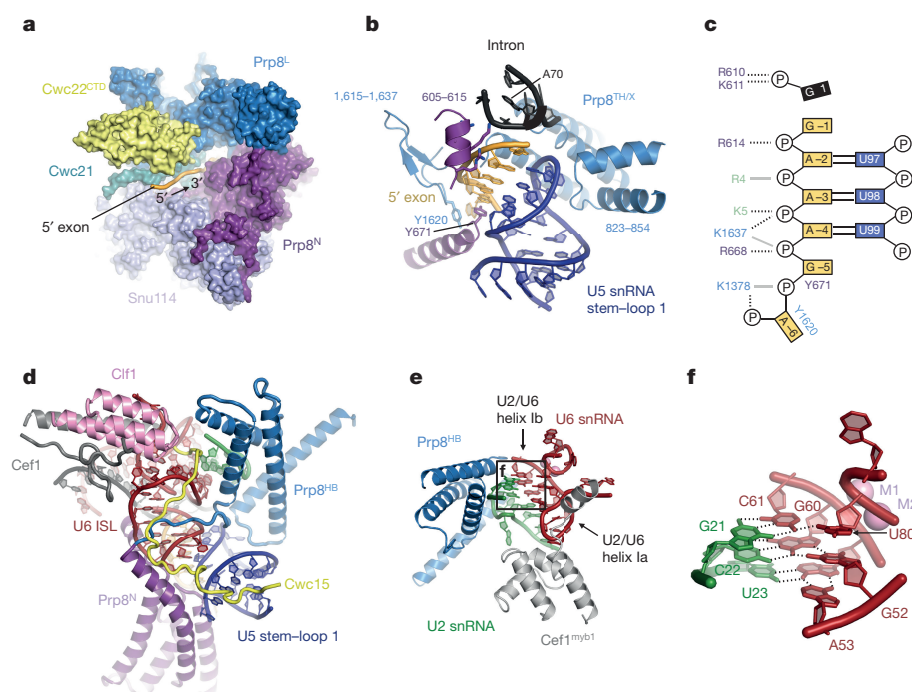 a
Prp8L
Cwc22CTD
Cwc21
5′
3′
5′ exon
Prp8N
Snu114
b
Intron
A70
1,615–1,637
605–615
Prp8TH/X
5′ exon
Y1620
Y671
823–854
U5 snRNA
stem–loop 1
c
R610
K611
P
G 1
G –1
R614
P
A –2
U97
P
R4
P
P
A –3
U98
K5
P
P
K1637
A –4
U99
R668
P
P
G –5
K1378
P
Y671
P
A –6
Y1620
d
Clf1
Cef1
Prp8HB
U6 ISL
Prp8N
Cwc15
U5 stem–loop 1
e
U2/U6
helix Ib
U6 snRNA
Prp8HB
f
U2/U6
helix Ia
U2 snRNA
Cef1myb1
f
M1
M2
C61
G60
G21
U80
C22
U23
G52
A53